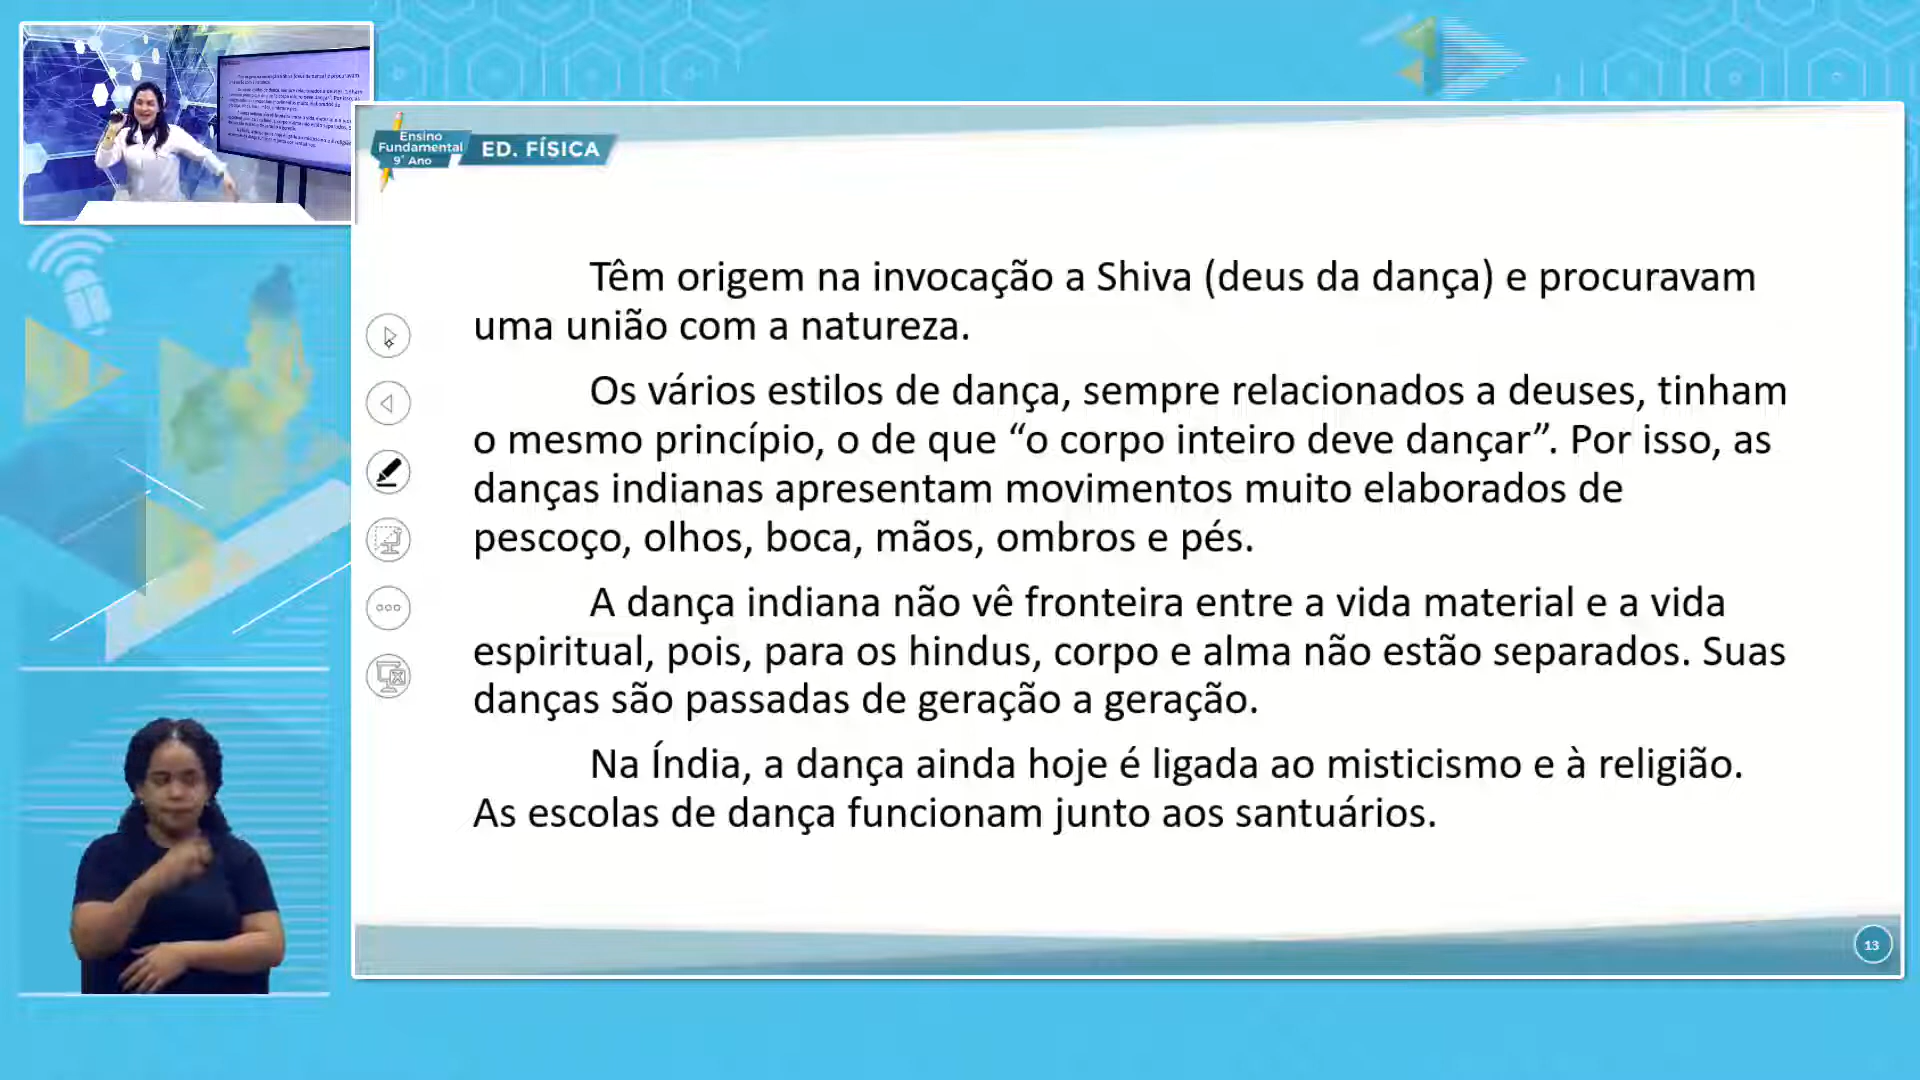 Ensino
Fundamental
9° Ano
ED. FÍSICA
Têm origem na invocação a Shiva (deus da dança) e procuravam
uma união com a natureza.
Os vários estilos de dança, sempre relacionados a deuses, tinham
o mesmo princípio, o de que “o corpo inteiro deve dançar”. Por isso, as
danças indianas apresentam movimentos muito elaborados de
pescoço, olhos, boca, mãos, ombros e pés.
A dança indiana não vê fronteira entre a vida material e a vida
espiritual, pois, para os hindus, corpo e alma não estão separados. Suas
danças são passadas de geração a geração.
Na Índia, a dança ainda hoje é ligada ao misticismo e à religião.
As escolas de dança funcionam junto aos santuários.
13